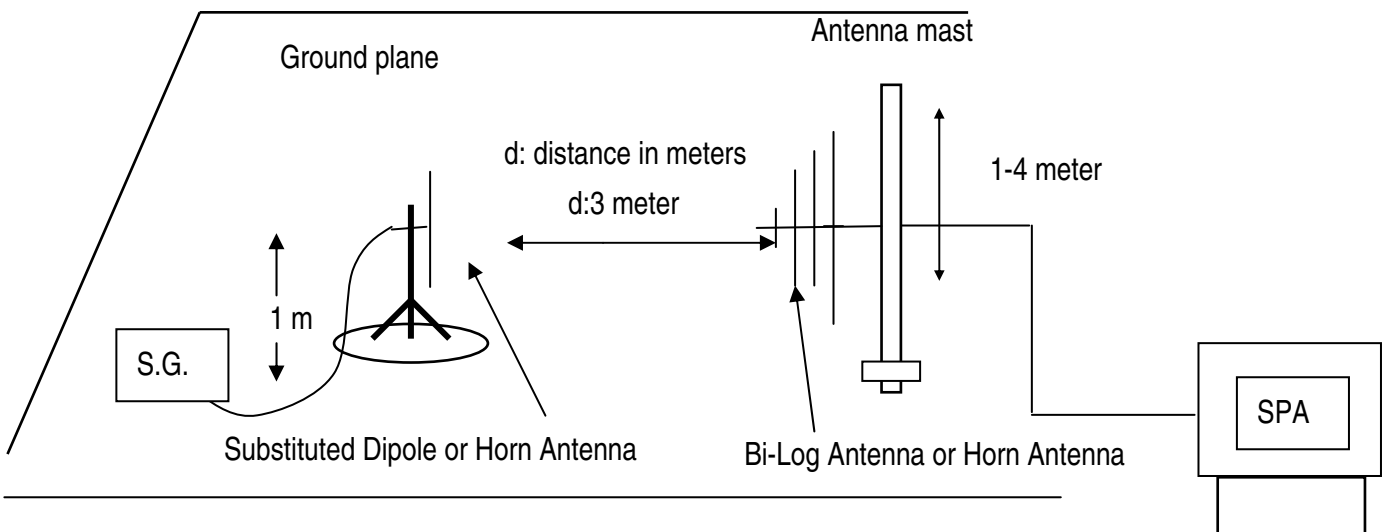 Antenna mast
Ground plane
d: distance in meters
d:3 meter
1-4 meter
1 m
S.G.
SPA
Substituted Dipole or Horn Antenna
Bi-Log Antenna or Horn Antenna